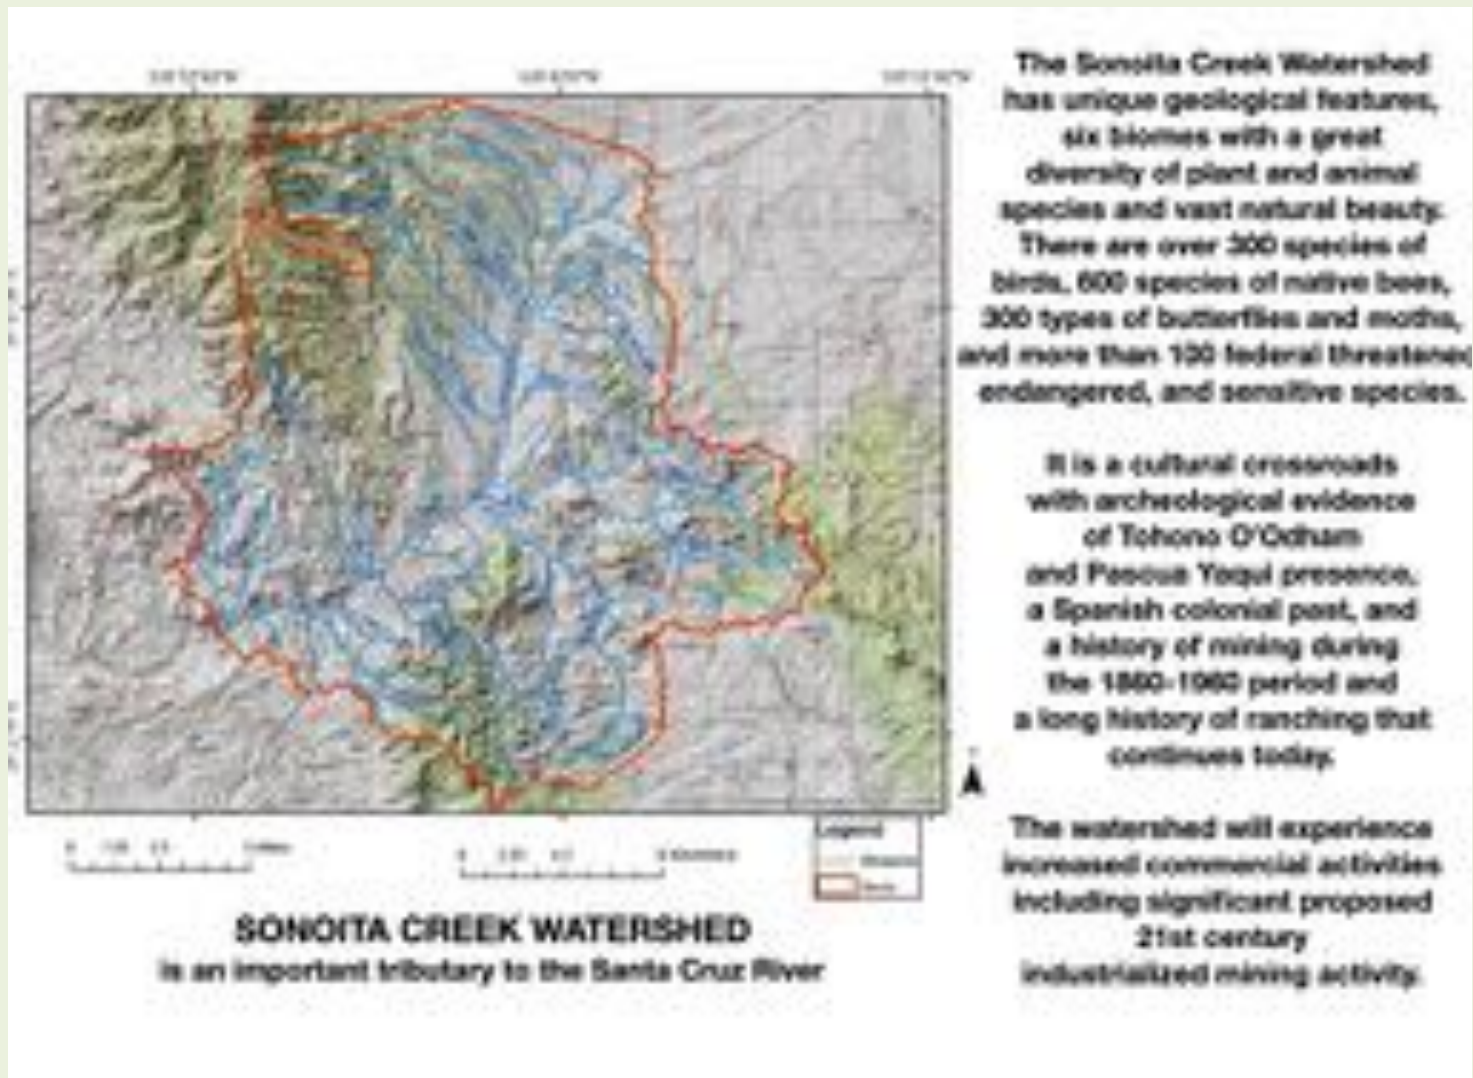 The Sonoita Creek Watershed
has unique geological features,
six biomes with a great
diversity of plant and animal
species and vast natural beauty.
There are over 300 species of
birds, 600 species of native bees,
300 types of butterflies and moths,
and more than 100 federal threatened
endangered, and sensitive species.
It is a cultural crossroads
with archeological evidence
of Tohono O'Odham
and Pascua Yaqui presence,
a Spanish colonial past, and
a history of mining during
the 1860-1960 period and
a long history of ranching that
continues today.
The watershed will experience
increased commercial activities
including significant proposed
21st century
industrialized mining activity.
Legend
SONOITA CREEK WATERSHED
is an important tributary to the Santa Cruz River